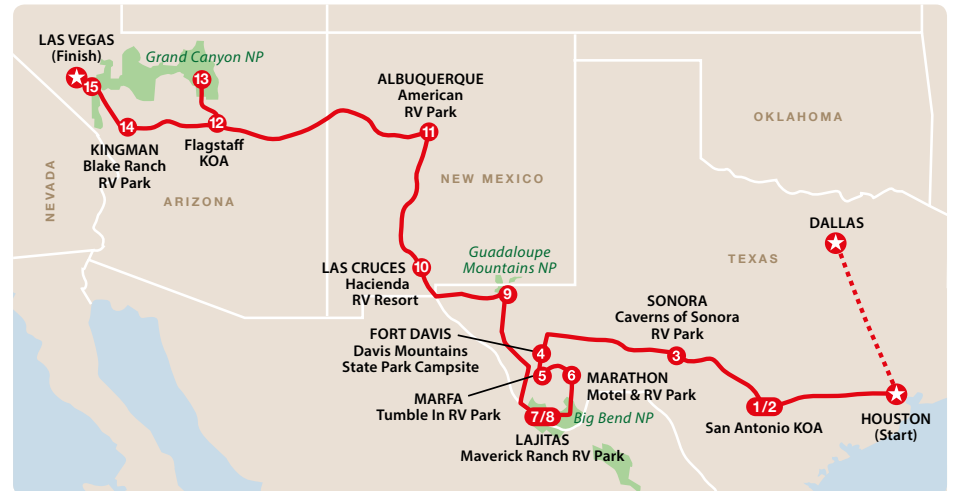 LAS VEGAS
(Finish)
Grand Canyon NP
15
13
14
12
KINGMAN
Blake Ranch
RV Park
Flagstaff
KOA
ALBUQUERQUE
American
RV Park
11
NEVADA
ARIZONA
NEW MEXICO
OKLAHOMA
TEXAS
DALLAS
LAS CRUCES
Hacienda
RV Resort
10
Guadaloupe
Mountains NP
9
FORT DAVIS
Davis Mountains
State Park Campsite
4
MARFA
Tumble In RV Park
5
6
MARATHON
Motel & RV Park
7/8
Big Bend NP
LAJITAS
Maverick Ranch RV Park
SONORA
Caverns of Sonora
RV Park
3
1/2
San Antonio KOA
HOUSTON
(Start)